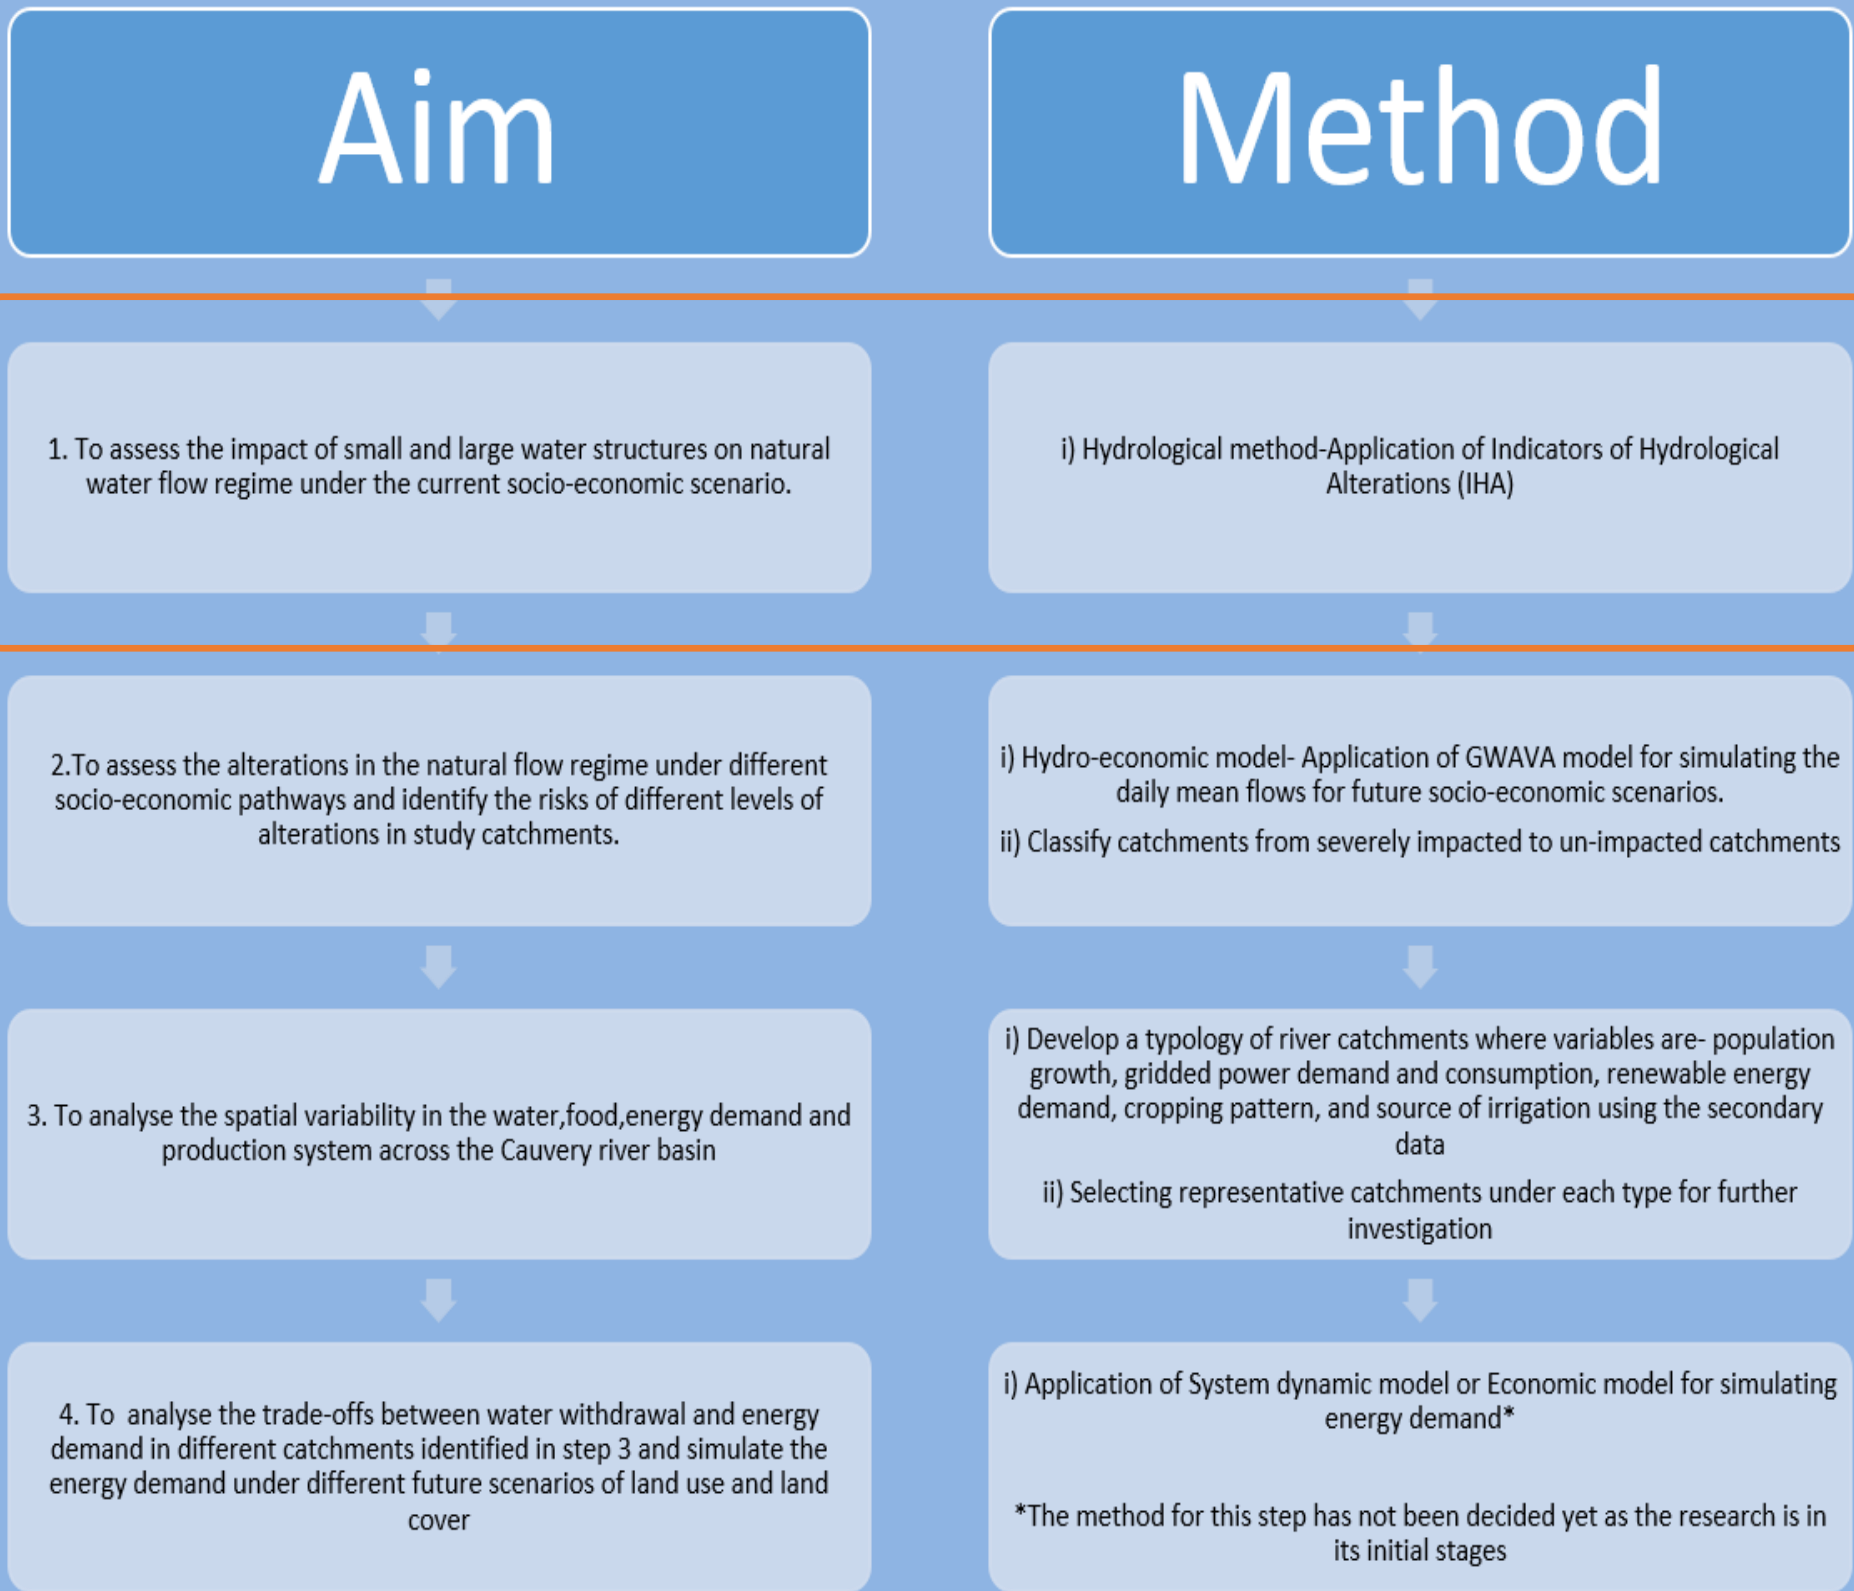 Aim
Method
1. To assess the impact of small and large water structures on natural
water flow regime under the current socio-economic scenario.
i) Hydrological method-Application of Indicators of Hydrological
Alterations (IHA)
2.To assess the alterations in the natural flow regime under different
socio-economic pathways and identify the risks of different levels of
alterations in study catchments.
i) Hydro-economic model- Application of GWAVA model for simulating the
daily mean flows for future socio-economic scenarios.
ii) Classify catchments from severely impacted to un-impacted catchments
3. To analyse the spatial variability in the water,food,energy demand and
production system across the Cauvery river basin
i) Develop a typology of river catchments where variables are- population
growth, gridded power demand and consumption, renewable energy
demand, cropping pattern, and source of irrigation using the secondary
data
ii) Selecting representative catchments under each type for further
investigation
4. To  analyse the trade-offs between water withdrawal and energy
demand in different catchments identified in step 3 and simulate the
energy demand under different future scenarios of land use and land
cover
i) Application of System dynamic model or Economic model for simulating
energy demand*
*The method for this step has not been decided yet as the research is in
its initial stages